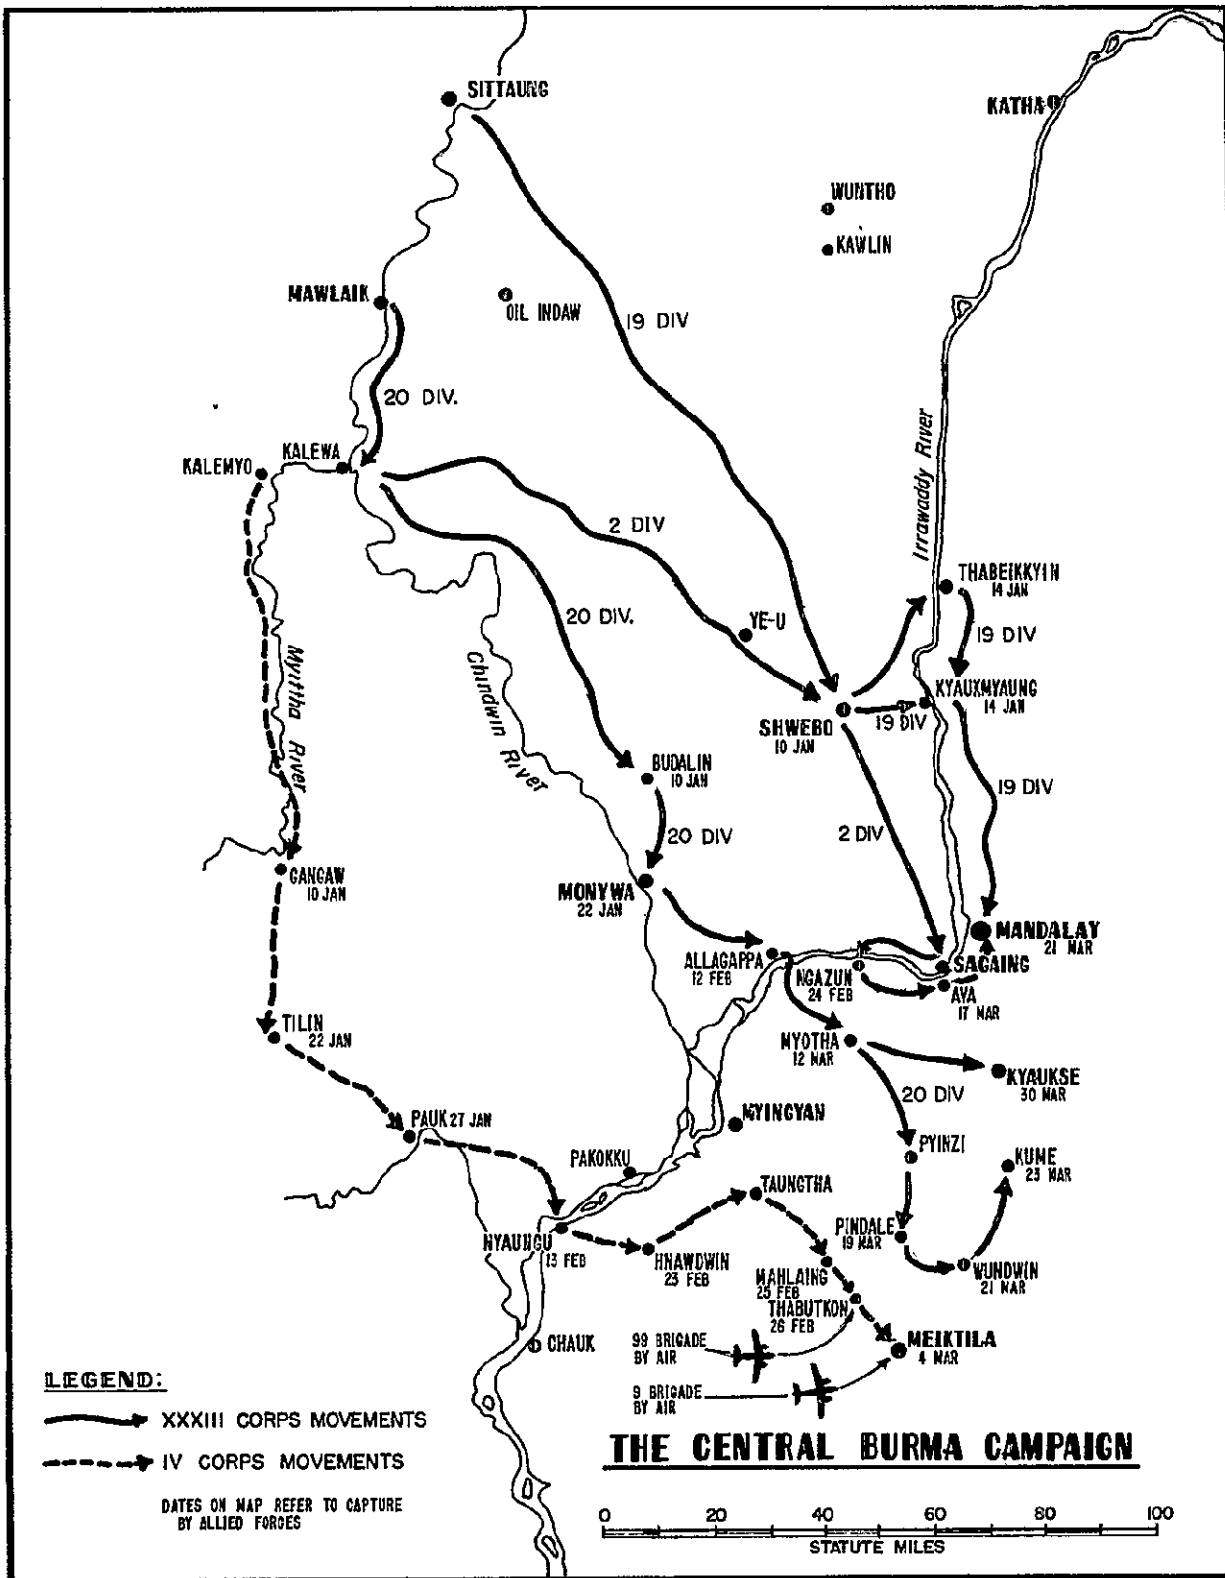 SITTAUNG
KATHA
WUNTHO
KAWLIN
MAWLAIK
OIL INDAW
19 DIV
20 DIV.
KALEWA
KALEMYO
2 DIV
Irrawaddy River
THABEIKKYIN
14 JAN
20 DIV.
YE-U
19 DIV
Myittha River
Chindwin River
KYAUKMYAUNG
14 JAN
SHWEBO
10 JAN
19 DIV
BUDALIN
10 JAN
19 DIV
20 DIV
2 DIV
GANGAW
10 JAN
MONYWA
22 JAN
MANDALAY
21 MAR
ALLAGAPPA
12 FEB
NGAZUN
24 FEB
SAGAING
AVA
17 MAR
TILIN
22 JAN
MYOTHA
12 MAR
KYAUKSE
30 MAR
20 DIV
PAUK 27 JAN
MYINGYAN
PYINZI
KUME
23 MAR
PAKOKKU
TAUNGTHA
NYAUNGU
13 FEB
HNAWDWIN
23 FEB
PINDALE
19 MAR
WUNDWIN
21 MAR
MAHLAING
25 FEB
THABUTKON
26 FEB
CHAUK
99 BRIGADE
BY AIR
MEIKTILA
4 MAR
9 BRIGADE
BY AIR
LEGEND:
XXXIII CORPS MOVEMENTS
IV CORPS MOVEMENTS
DATES ON MAP REFER TO CAPTURE
BY ALLIED FORCES
THE CENTRAL BURMA CAMPAIGN
0 20 40 60 80 100
STATUTE MILES